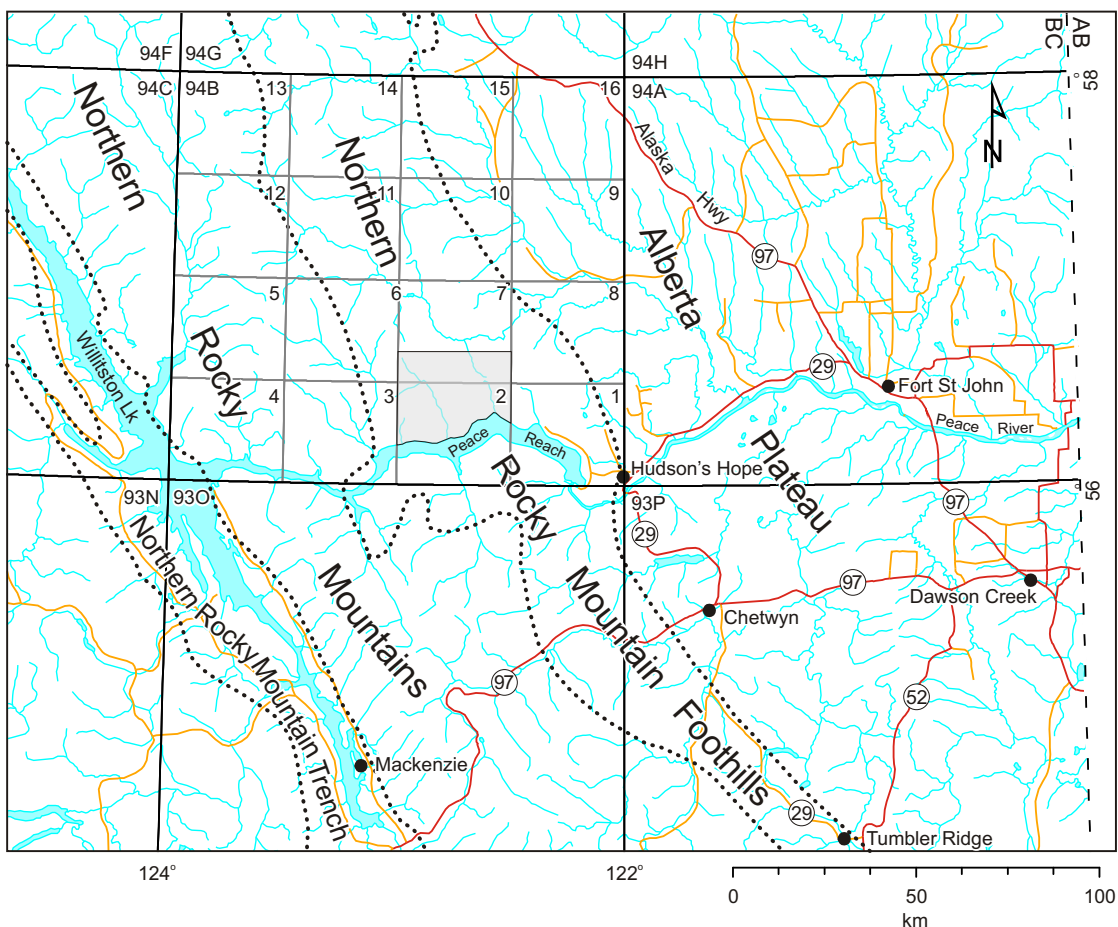 94F
94G
94H
AB
BC
94C
94B
13
14
15
16
94A
58°
Northern
Northern
N
Alaska
Hwy
12
11
10
9
97
Alberta
5
6
7
8
Willitston Lk
Rocky
29
Fort St John
4
3
2
1
Peace
Reach
Peace
River
Plateau
Rocky
Hudson's Hope
93N
93O
93P
97
56
29
Northern Rocky Mountain Trench
Mountains
Mountain
97
Dawson Creek
Chetwyn
97
52
Foothills
Mackenzie
29
Tumbler Ridge
124°
122°
0
50
100
km